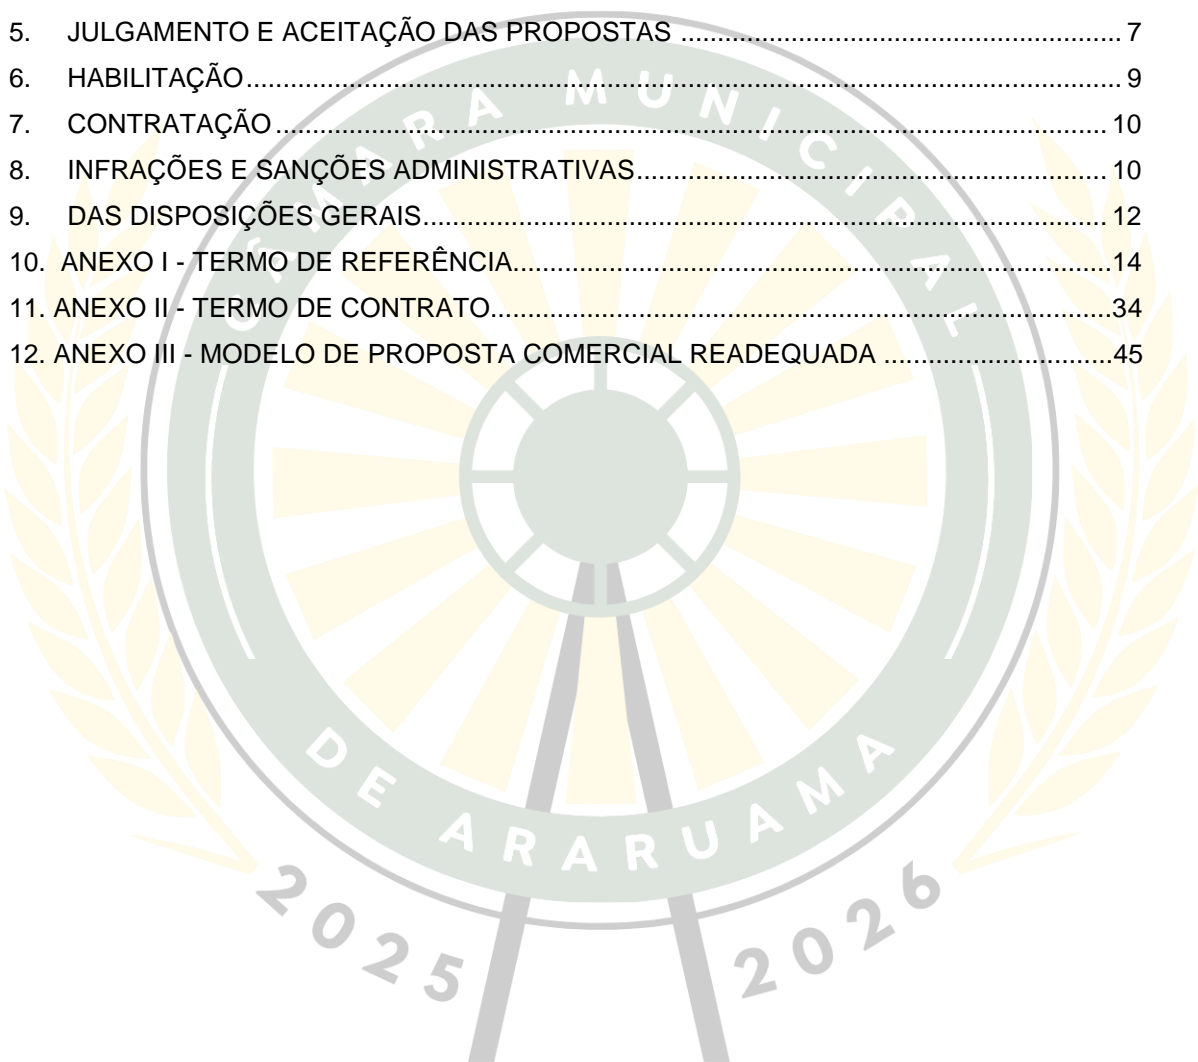 5. JULGAMENTO E ACEITAÇÃO DAS PROPOSTAS ............................................................ 7
6. HABILITAÇÃO........................................................................................................................ 9
7. CONTRATAÇÃO .................................................................................................................. 10
8. INFRAÇÕES E SANÇÕES ADMINISTRATIVAS................................................................ 10
9. DAS DISPOSIÇÕES GERAIS.............................................................................................. 12
10. ANEXO I - TERMO DE REFERÊNCIA.................................................................................14
11. ANEXO II - TERMO DE CONTRATO....................................................................................34
12. ANEXO III - MODELO DE PROPOSTA COMERCIAL READEQUADA ...............................45
CÂMARA MUNICIPAL
DE ARARUAMA
2025 2026